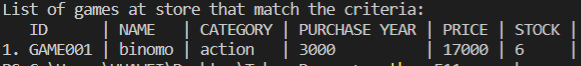 List of games at store that match the criteria:
ID | NAME | CATEGORY | PURCHASE YEAR | PRICE | STOCK |
1. GAME001 | binomo | action | 3000 | 17000 | 6 |